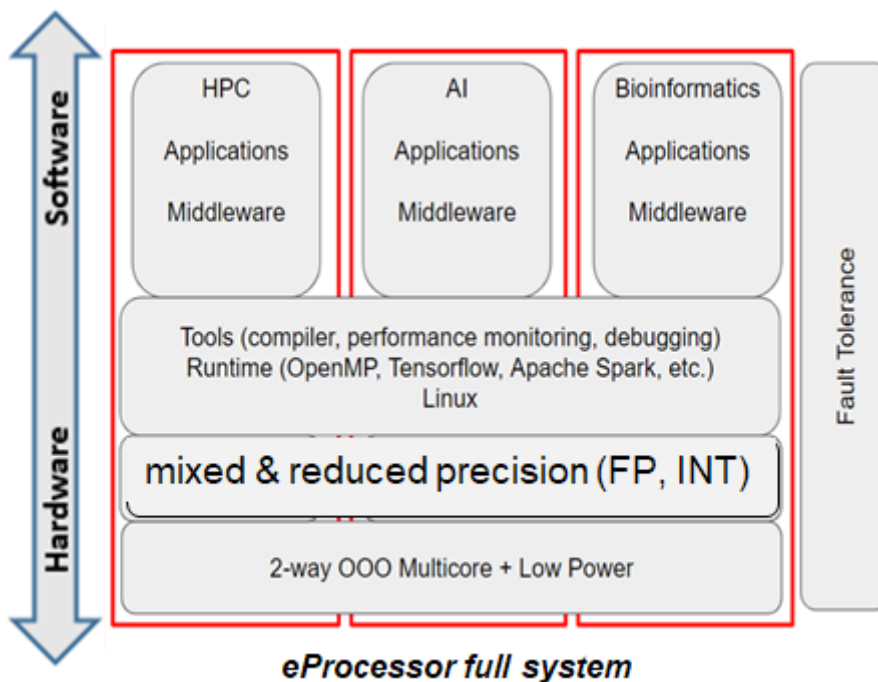 Software
Hardware
HPC
Applications
Middleware
AI
Applications
Middleware
Bioinformatics
Applications
Middleware
Tools (compiler, performance monitoring, debugging)
Runtime (OpenMP, Tensorflow, Apache Spark, etc.)
Linux
mixed & reduced precision (FP, INT)
2-way OOO Multicore + Low Power
Fault Tolerance
eProcessor full system